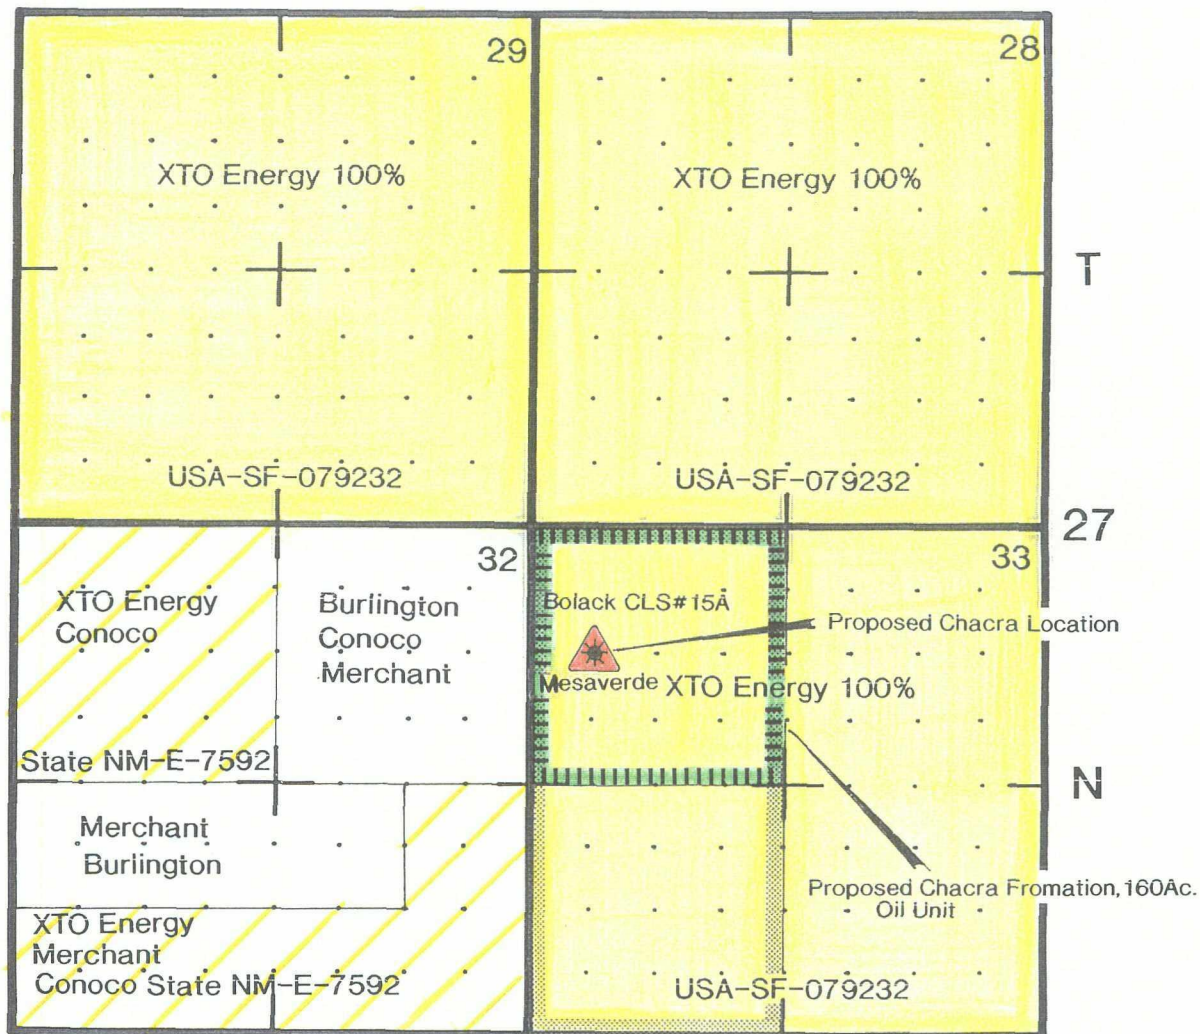 29
28
XTO Energy 100%
XTO Energy 100%
T
USA-SF-079232
USA-SF-079232
27
32
33
XTO Energy
Conoco
Burlington
Conoco
Merchant
Bolack CLS#15A
Proposed Chacra Location
Mesaverde XTO Energy 100%
State NM-E-7592
N
Merchant
Burlington
Proposed Chacra Fromation, 160Ac.
Oil Unit
XTO Energy
Merchant
Conoco State NM-E-7592
USA-SF-079232